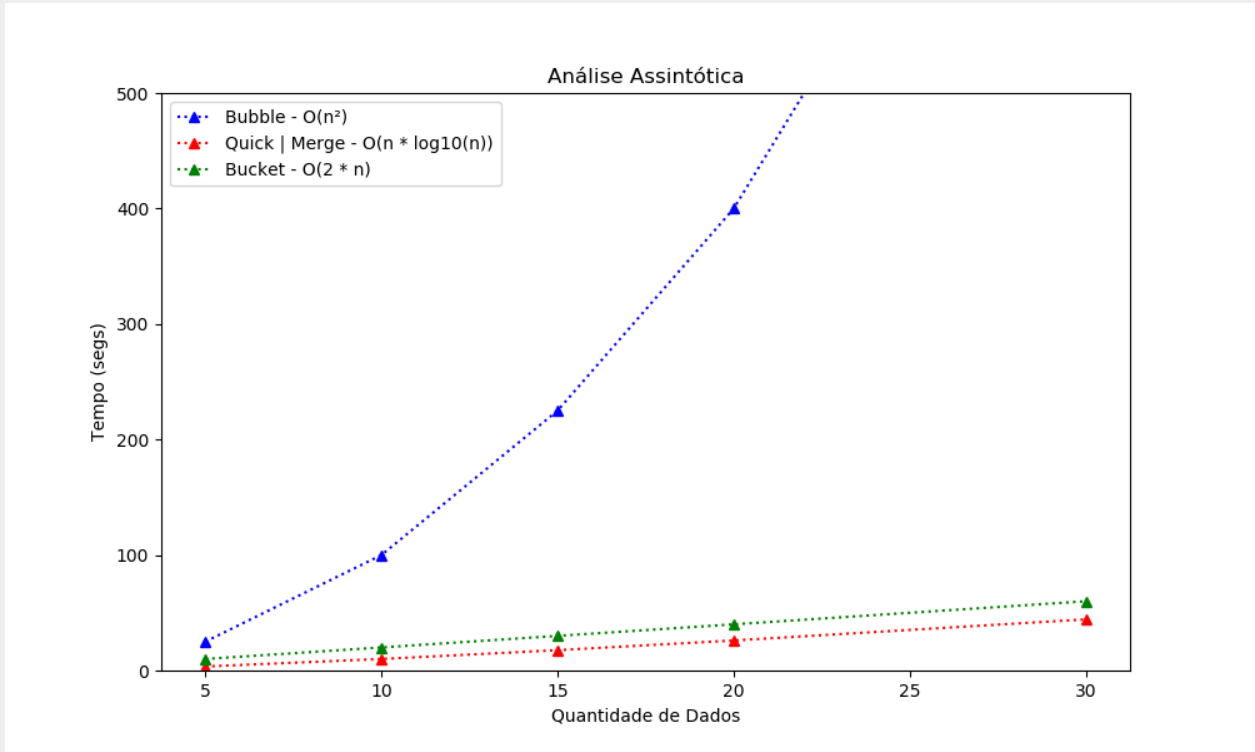 Análise Assintótica
500
400
300
200
100
0
Tempo (segs)
Bubble - O(n²)
Quick | Merge - O(n * log10(n))
Bucket - O(2 * n)
5 10 15 20 25 30
Quantidade de Dados